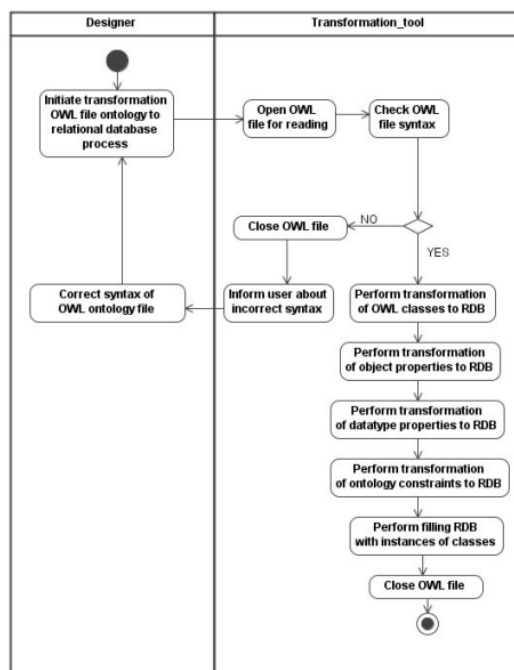 Designer
Transformation_tool
Initiate transformation
OWL file ontology to
relational database
process
Open OWL
file for reading
Check OWL
file syntax
NO
YES
Close OWL file
Inform user about
incorrect syntax
Correct syntax of
OWL ontology file
Perform transformation
of OWL classes to RDB
Perform transformation
of object properties to RDB
Perform transformation
of datatype properties to RDB
Perform transformation
of ontology constraints to RDB
Perform filling RDB
with instances of classes
Close OWL file